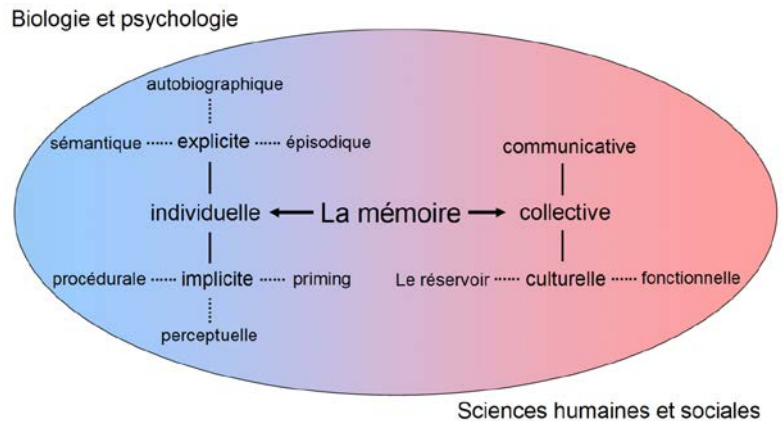 Biologie et psychologie
autobiographique
sémantique explicite épisodique
communicative
individuelle La mémoire collective
procédurale implicite priming Le réservoir culturelle fonctionnelle
perceptuelle
Sciences humaines et sociales